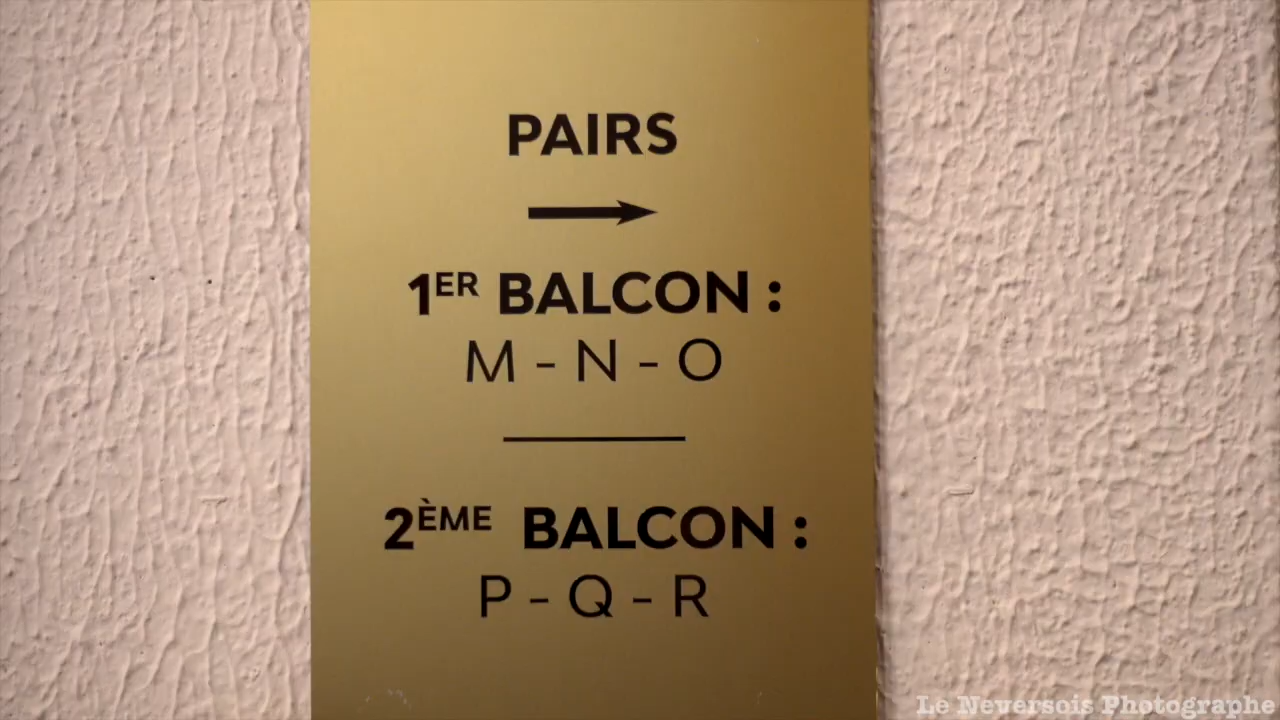 PAIRS
1ER BALCON :
M - N - O
2ÈME BALCON :
P - Q - R
Le Neversois Photographe